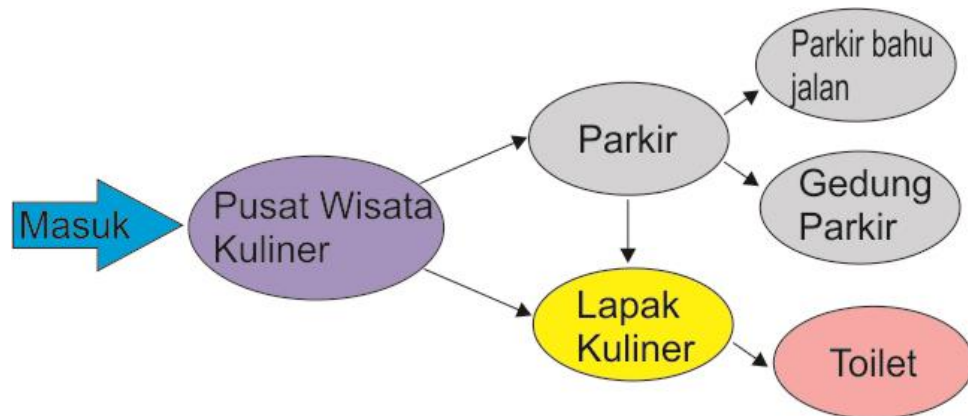 Masuk
Pusat Wisata
Kuliner
Parkir
Parkir bahu
jalan
Gedung
Parkir
Lapak
Kuliner
Toilet